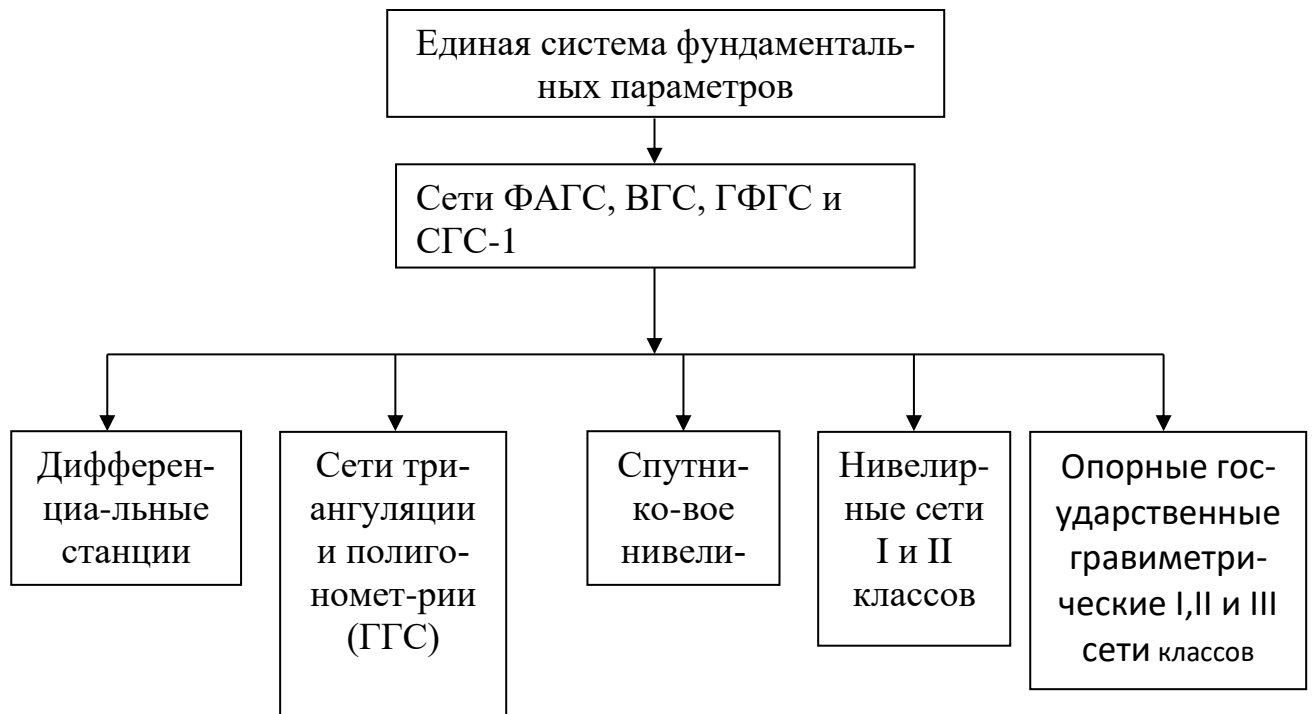 Единая система фундаменталь-
ных параметров
Сети ФАГС, ВГС, ГФГС и
СГС-1
Дифферен-
циа-льные
станции
Сети три-
ангуляции
и полиго-
номет-рии
(ГГС)
Спутни-
ко-вое
нивели-
Нивелир-
ные сети
I и II
классов
Опорные гос-
ударственные
гравиметри-
ческие I,II и III
сети классов